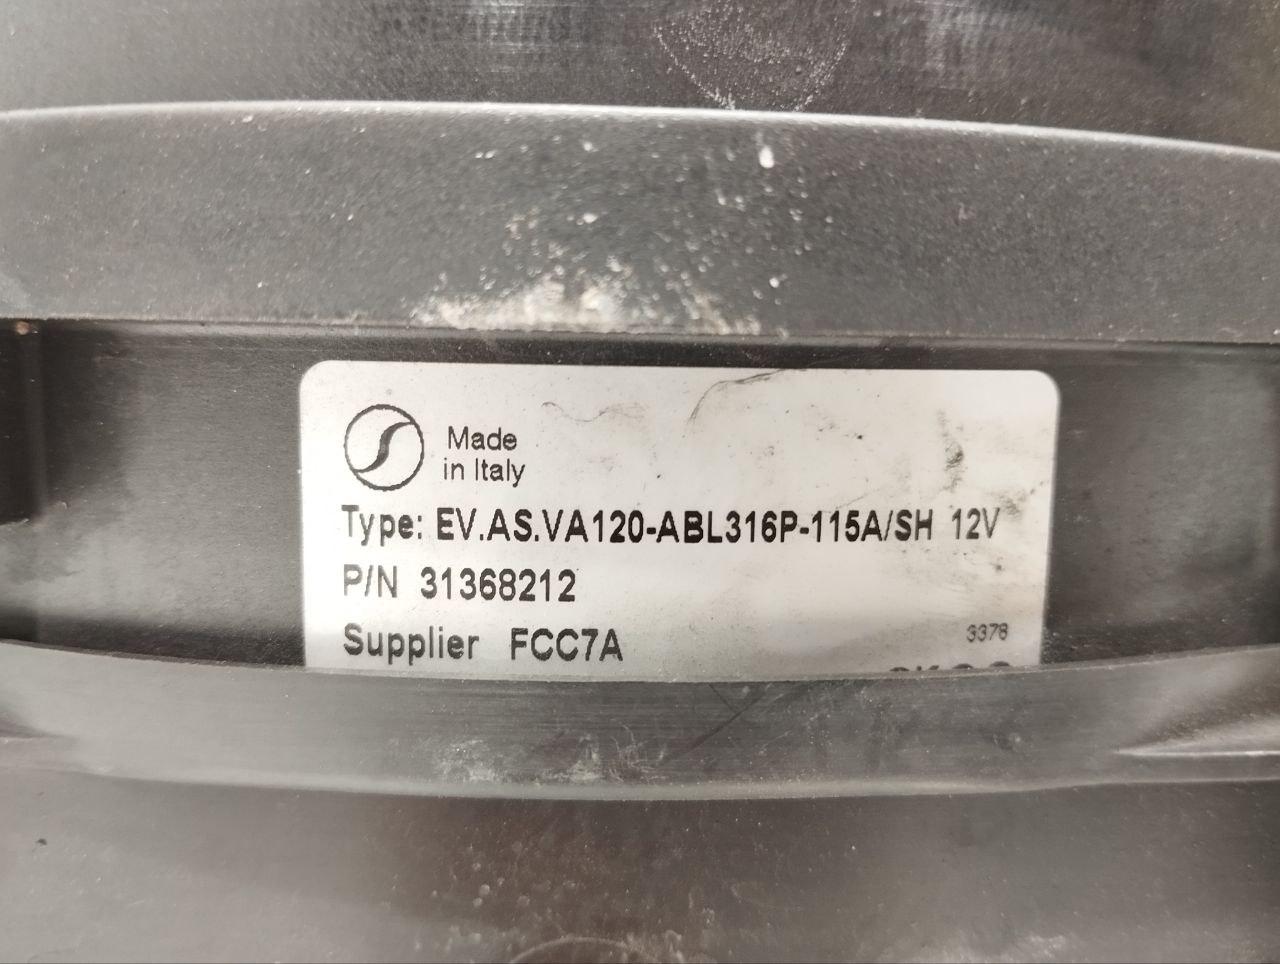 Made
in Italy
Type: EV.AS.VA120-ABL316P-115A/SH 12V
P/N 31368212
Supplier FCC7A
3378